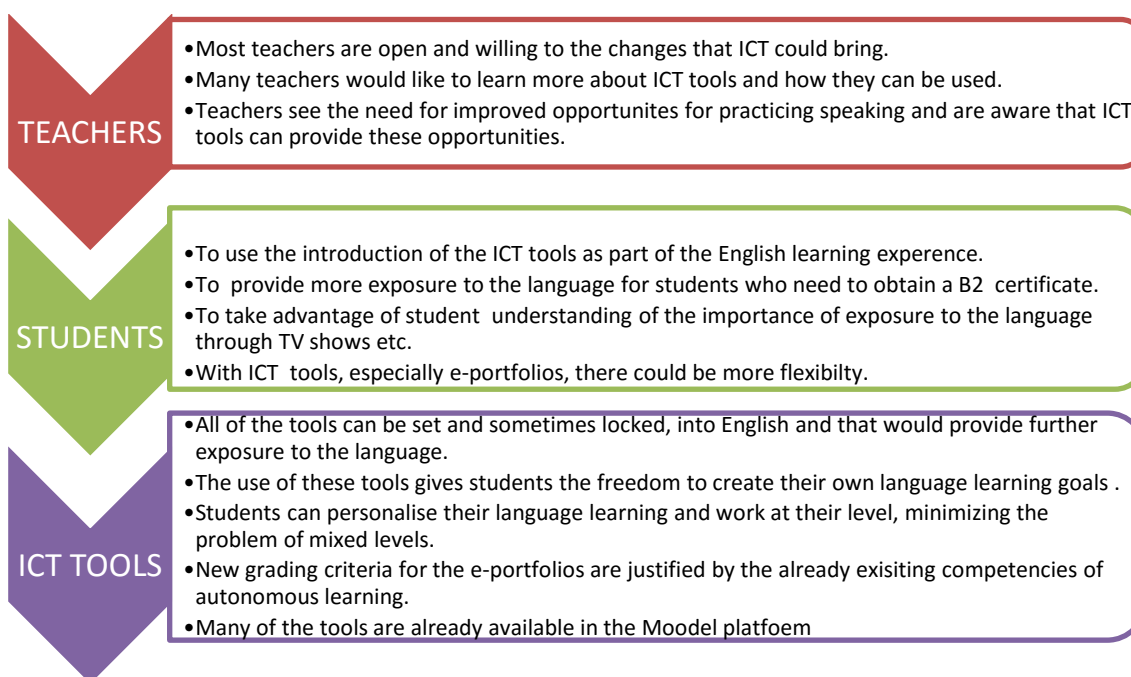 TEACHERS
•Most teachers are open and willing to the changes that ICT could bring.
•Many teachers would like to learn more about ICT tools and how they can be used.
•Teachers see the need for improved opportunites for practicing speaking and are aware that ICT
tools can provide these opportunities.
STUDENTS
•To use the introduction of the ICT tools as part of the English learning experence.
•To provide more exposure to the language for students who need to obtain a B2 certificate.
•To take advantage of student understanding of the importance of exposure to the language
through TV shows etc.
•With ICT tools, especially e-portfolios, there could be more flexibilty.
ICT TOOLS
•All of the tools can be set and sometimes locked, into English and that would provide further
exposure to the language.
•The use of these tools gives students the freedom to create their own language learning goals .
•Students can personalise their language learning and work at their level, minimizing the
problem of mixed levels.
•New grading criteria for the e-portfolios are justified by the already exisiting competencies of
autonomous learning.
•Many of the tools are already available in the Moodel platfoem